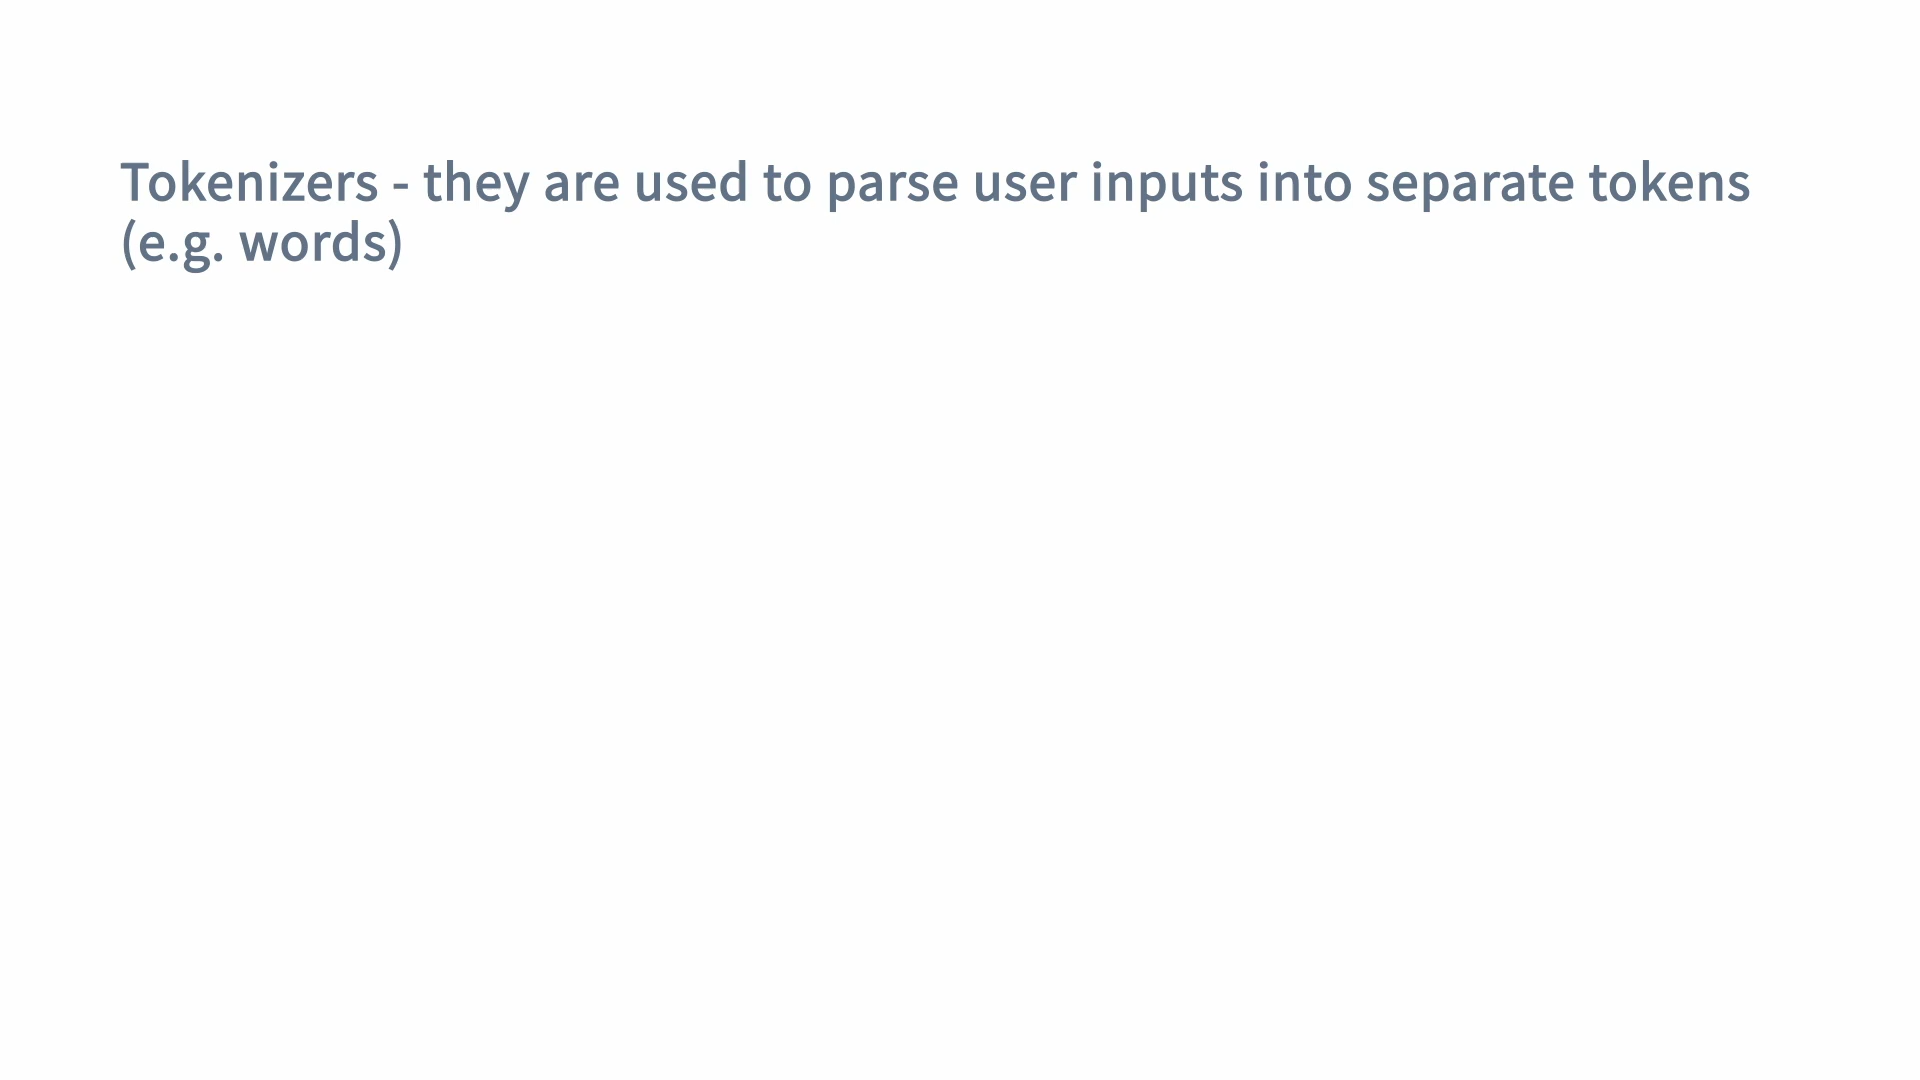 Tokenizers - they are used to parse user inputs into separate tokens
(e.g. words)